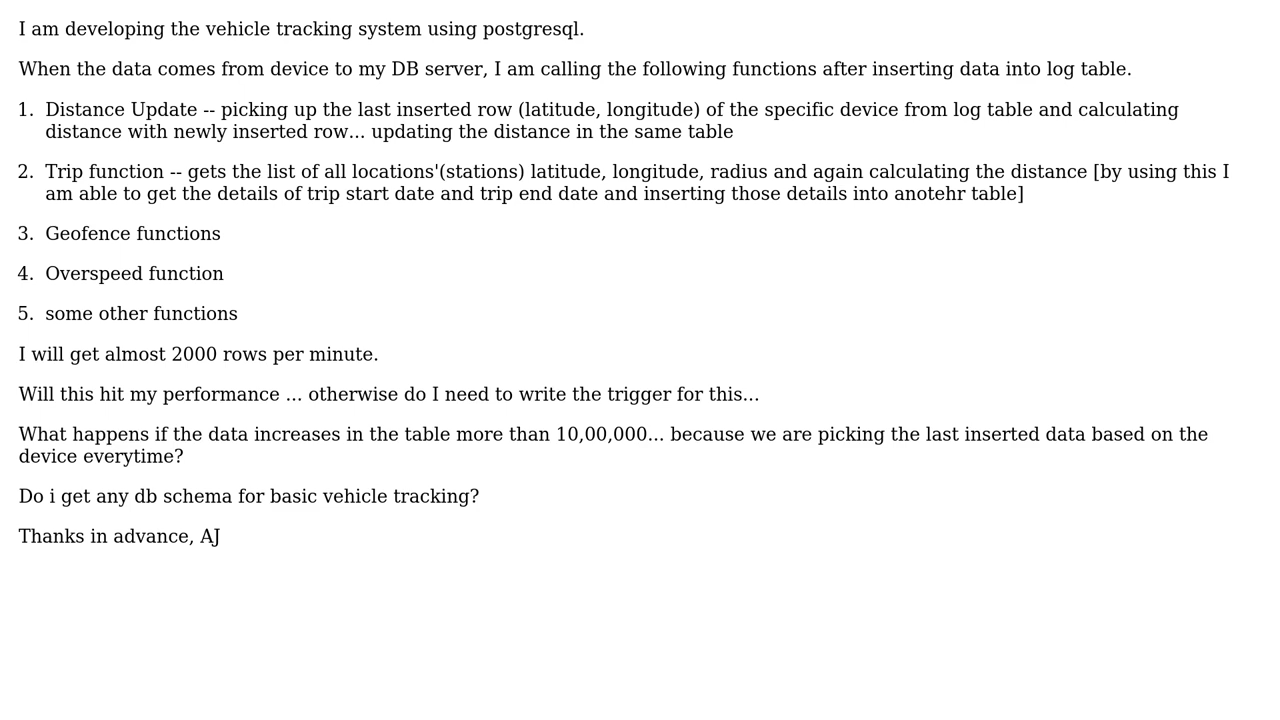 I am developing the vehicle tracking system using postgresql.
When the data comes from device to my DB server, I am calling the following functions after inserting data into log table.
1. Distance Update -- picking up the last inserted row (latitude, longitude) of the specific device from log table and calculating
distance with newly inserted row... updating the distance in the same table
2. Trip function -- gets the list of all locations'(stations) latitude, longitude, radius and again calculating the distance [by using this I
am able to get the details of trip start date and trip end date and inserting those details into anotehr table]
3. Geofence functions
4. Overspeed function
5. some other functions
I will get almost 2000 rows per minute.
Will this hit my performance ... otherwise do I need to write the trigger for this...
What happens if the data increases in the table more than 10,00,000... because we are picking the last inserted data based on the
device everytime?
Do i get any db schema for basic vehicle tracking?
Thanks in advance, AJ